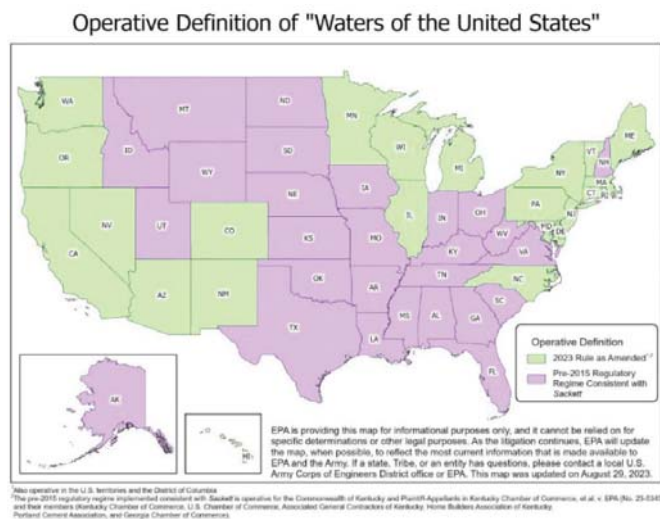 Operative Definition of "Waters of the United States"
WA
MT
ND
MN
ME
OR
ID
SD
WI
MI
VT
NH
NY
MA
CT
RI
WY
IA
PA
NJ
NE
IL
IN
OH
MD
DE
NV
UT
CO
KS
MO
KY
WV
VA
CA
AZ
NM
OK
AR
TN
NC
SC
TX
LA
MS
AL
GA
FL
AK
HI
Operative Definition
2023 Rule as Amended
Pre-2015 Regulatory
Regime Consistent with
Sackett
EPA is providing this map for informational purposes only, and it cannot be relied on for
specific determinations or other legal purposes. As the litigation continues, EPA will update
the map, when possible, to reflect the most current information that is made available to
EPA and the Army. If a state, Tribe, or an entity has questions, please contact a local U.S.
Army Corps of Engineers District office or EPA. This map was updated on August 29, 2023.
Also operative in the U.S. territories and the District of Columbia
The pre-2015 regulatory regime implemented consistent with Sackett is operative for the Commonwealth of Kentucky and Plaintiff-Appellants in Kentucky Chamber of Commerce, et al. v. EPA (No. 23-5345)
and their members (Kentucky Chamber of Commerce, U.S. Chamber of Commerce, Associated General Contractors of Kentucky, Home Builders Association of Kentucky,
Portland Cement Association, and Georgia Chamber of Commerce).